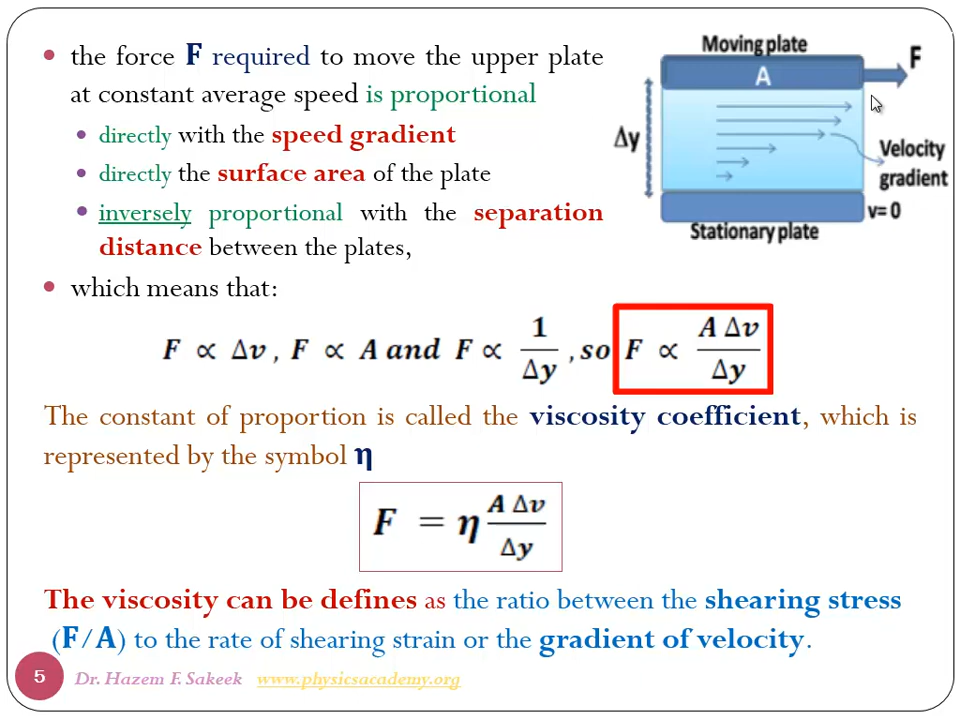 • the force F required to move the upper plate
at constant average speed is proportional
• directly with the speed gradient
• directly the surface area of the plate
• inversely proportional with the separation
distance between the plates,
• which means that:
Moving plate
A
F
Δy
Velocity
gradient
v= 0
Stationary plate
F ∝ Δv , F ∝ A and F ∝ 1/Δy , so F ∝ A Δv/Δy
The constant of proportion is called the viscosity coefficient, which is
represented by the symbol η
F = η A Δv/Δy
The viscosity can be defines as the ratio between the shearing stress
(F/A) to the rate of shearing strain or the gradient of velocity.
5 Dr. Hazem F. Sakeek www.physicsacademy.org